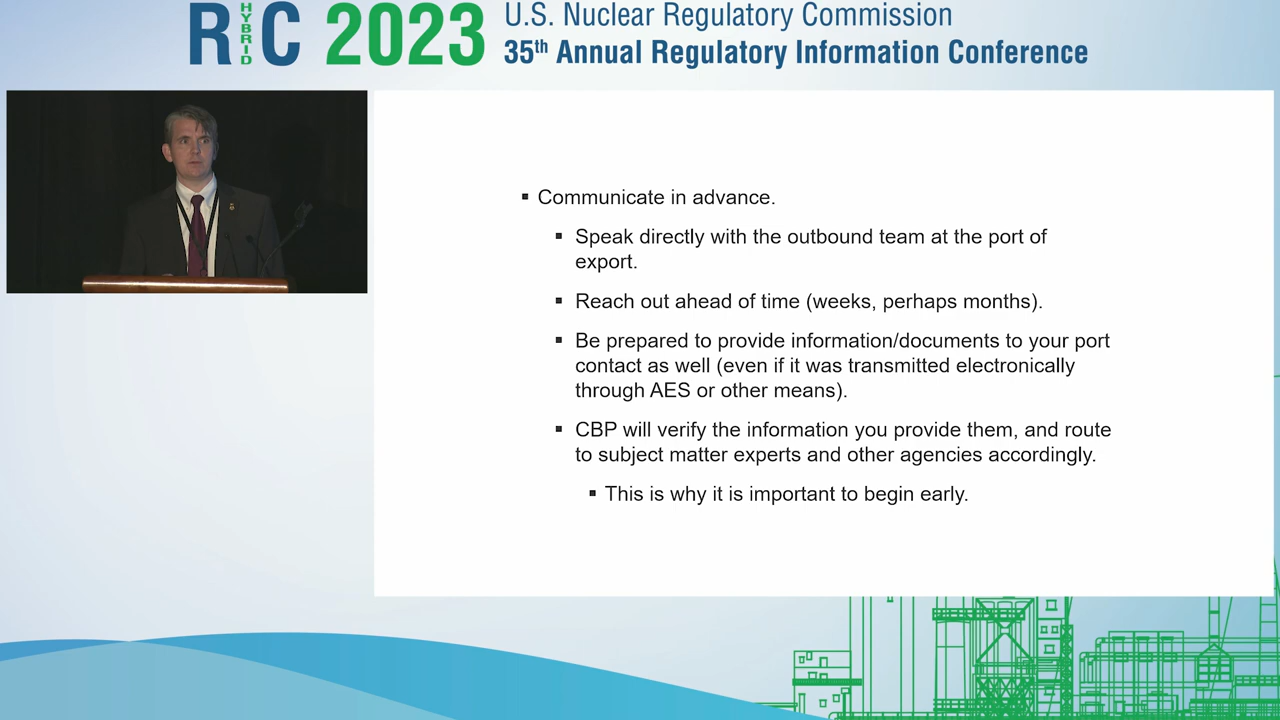 RIC 2023
HYBRID
U.S. Nuclear Regulatory Commission
35th Annual Regulatory Information Conference
▪ Communicate in advance.
▪ Speak directly with the outbound team at the port of
export.
▪ Reach out ahead of time (weeks, perhaps months).
▪ Be prepared to provide information/documents to your port
contact as well (even if it was transmitted electronically
through AES or other means).
▪ CBP will verify the information you provide them, and route
to subject matter experts and other agencies accordingly.
▪ This is why it is important to begin early.